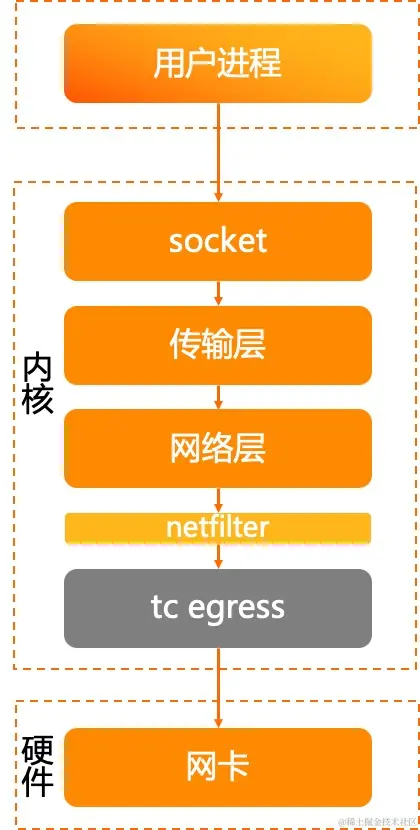 用户进程
内核
socket
传输层
网络层
netfilter
tc egress
硬件
网卡
@稀土掘金技术社区